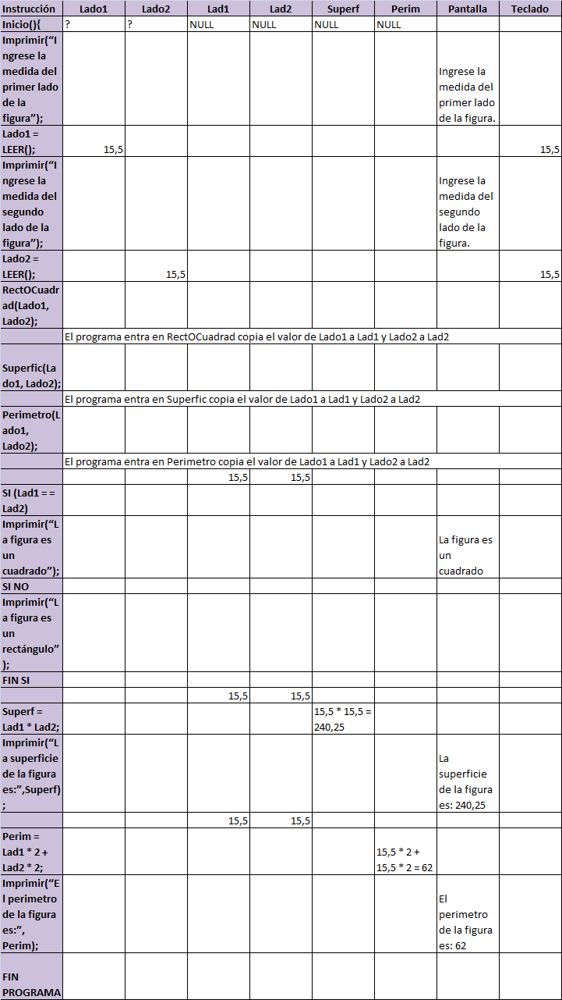 Instrucción Lado1 Lado2 Lad1 Lad2 Superf Perim Pantalla Teclado
Inicio(){ ? ? NULL NULL NULL NULL
Imprimir(“I
ngrese la
medida del
primer lado
de la
figura”);
Ingrese la
medida del
primer lado
de la figura.
Lado1 =
LEER(); 15,5 15,5
Imprimir(“I
ngrese la
medida del
segundo
lado de la
figura”);
Ingrese la
medida del
segundo
lado de la
figura.
Lado2 =
LEER(); 15,5 15,5
RectOCuadr
ad(Lado1,
Lado2);
El programa entra en RectOCuadrad copia el valor de Lado1 a Lad1 y Lado2 a Lad2
Superfic(La
do1, Lado2);
El programa entra en Superfic copia el valor de Lado1 a Lad1 y Lado2 a Lad2
Perimetro(L
ado1,
Lado2);
El programa entra en Perimetro copia el valor de Lado1 a Lad1 y Lado2 a Lad2
15,5 15,5
SI (Lad1 = =
Lad2)
Imprimir(“L
a figura es
un
cuadrado”);
La figura es
un
cuadrado
SI NO
Imprimir(“L
a figura es
un
rectángulo”
);
FIN SI
15,5 15,5
Superf =
Lad1 * Lad2;
15,5 * 15,5 =
240,25
Imprimir(“L
a superficie
de la figura
es:”,Superf)
;
La
superficie
de la figura
es: 240,25
15,5 15,5
Perim =
Lad1 * 2 +
Lad2 * 2;
15,5 * 2 +
15,5 * 2 = 62
Imprimir(“E
l perimetro
de la figura
es:”,
Perim);
El
perimetro
de la figura
es: 62
FIN
PROGRAMA